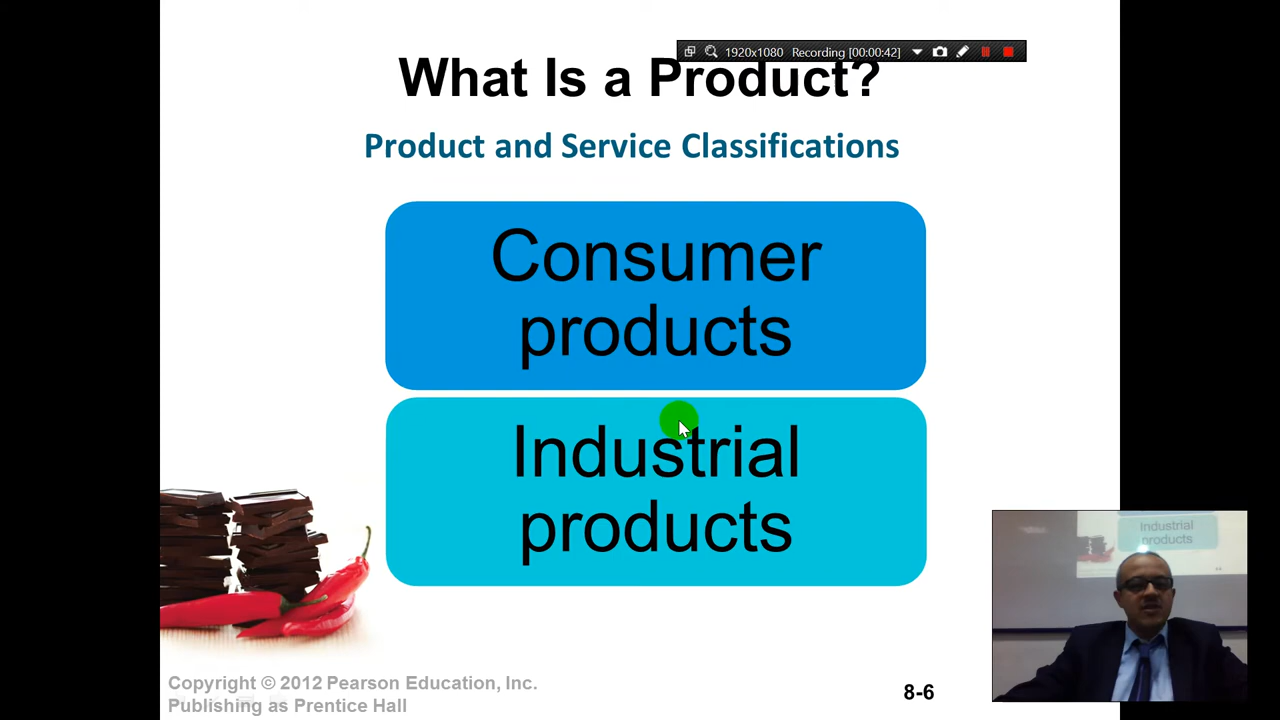 1920x1080 Recording [00:00:42]
What Is a Product?
Product and Service Classifications
Consumer
products
Industrial
products
Industrial
products
Copyright © 2012 Pearson Education, Inc.
Publishing as Prentice Hall
8-6